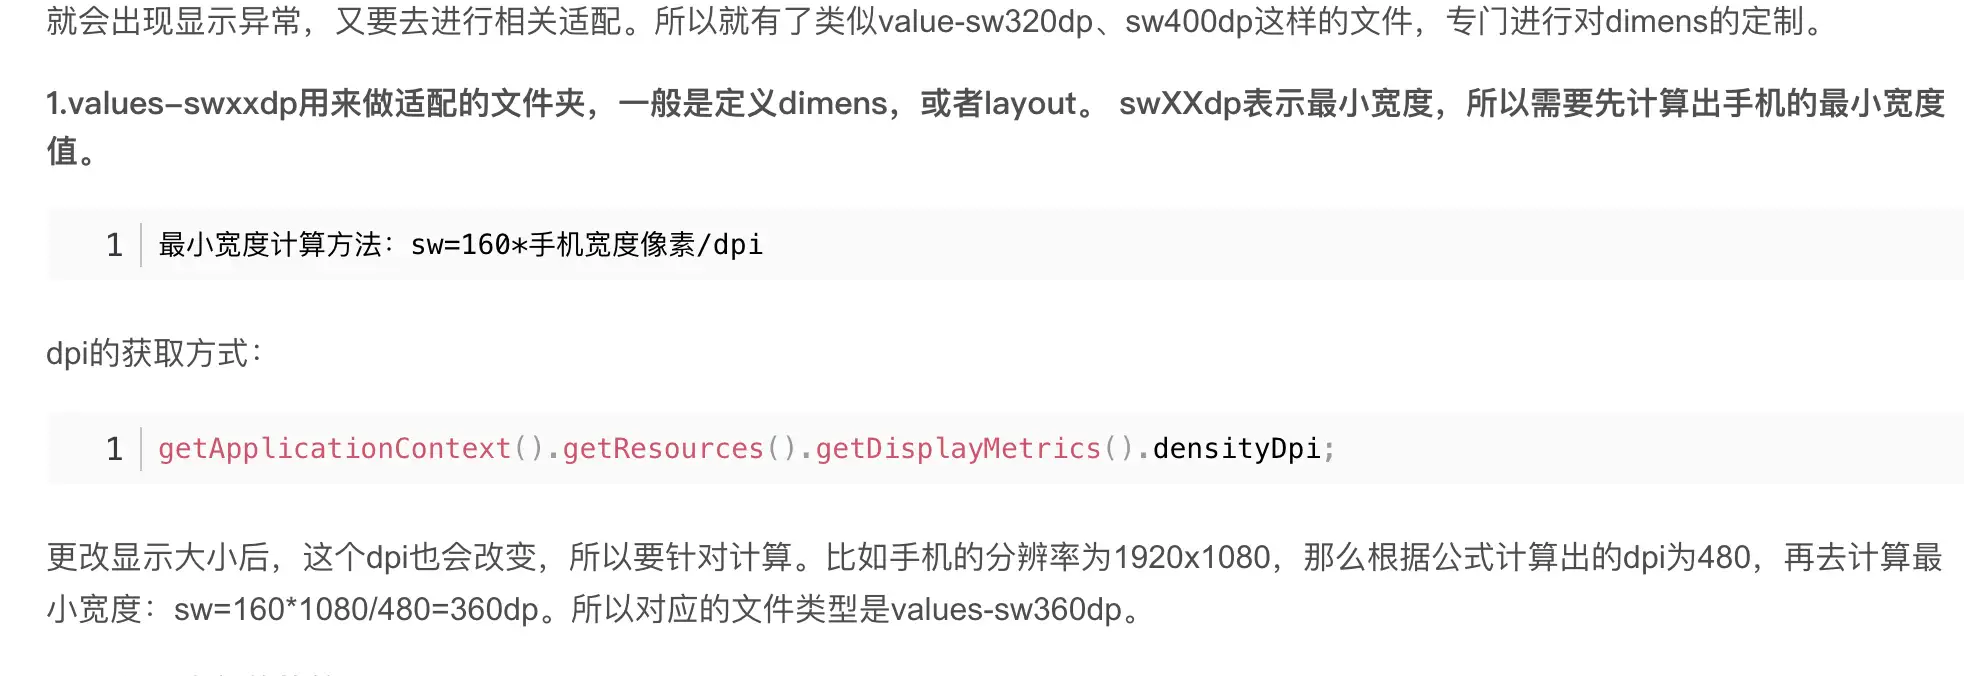 就会出现显示异常，又要去进行相关适配。所以就有了类似value-sw320dp、sw400dp这样的文件，专门进行对dimens的定制。
1.values-swxxdp用来做适配的文件夹，一般是定义dimens，或者layout。 swXXdp表示最小宽度，所以需要先计算出手机的最小宽度
值。
1 最小宽度计算方法：sw=160*手机宽度像素/dpi
dpi的获取方式：
1 getApplicationContext().getResources().getDisplayMetrics().densityDpi;
更改显示大小后，这个dpi也会改变，所以要针对计算。比如手机的分辨率为1920x1080，那么根据公式计算出的dpi为480，再去计算最
小宽度：sw=160*1080/480=360dp。所以对应的文件类型是values-sw360dp。